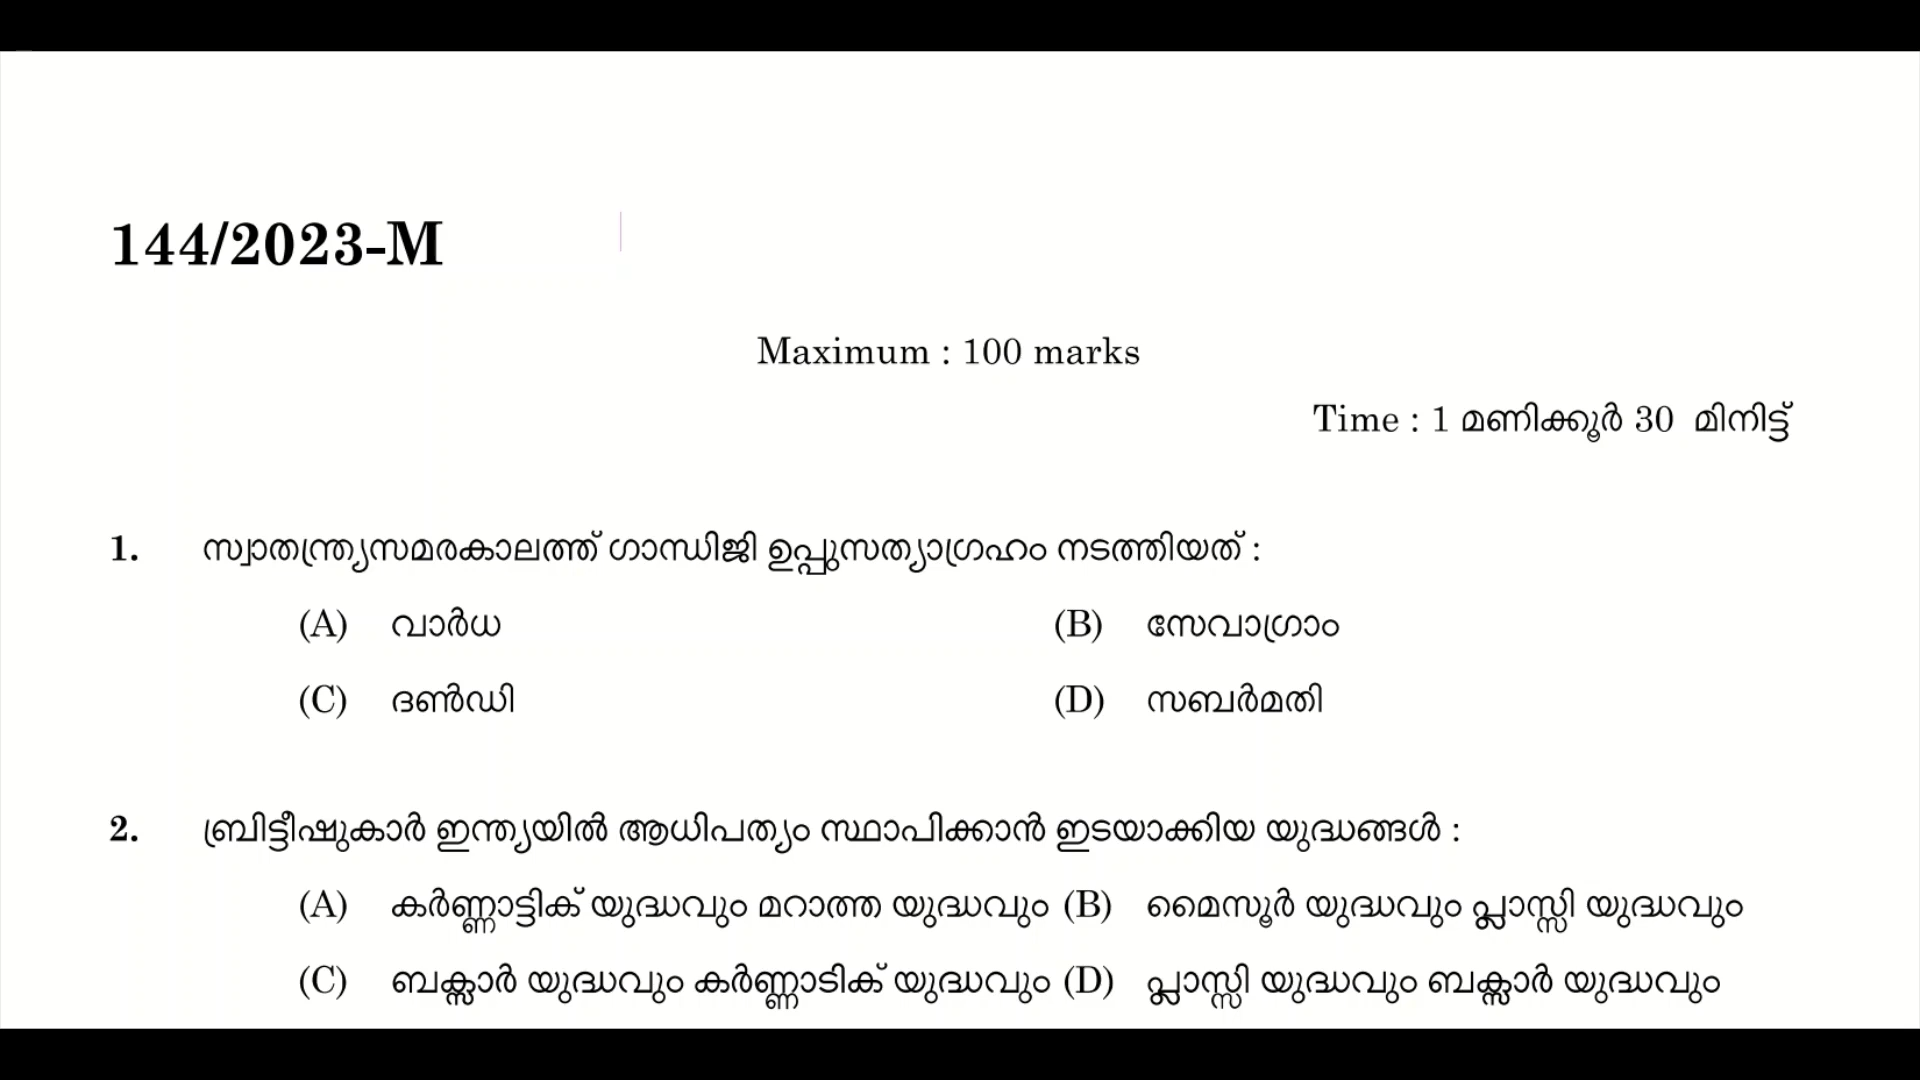 144/2023-M
Maximum : 100 marks
Time : 1 മണിക്കൂർ 30 മിനിട്ട്
1. സ്വാതന്ത്ര്യസമരകാലത്ത് ഗാന്ധിജി ഉപ്പുസത്യാഗ്രഹം നടത്തിയത് :
(A) വാർധ (B) സേവാഗ്രാം
(C) ദൺഡി (D) സബർമതി
2. ബ്രിട്ടീഷുകാർ ഇന്ത്യയിൽ ആധിപത്യം സ്ഥാപിക്കാൻ ഇടയാക്കിയ യുദ്ധങ്ങൾ :
(A) കർണ്ണാട്ടിക് യുദ്ധവും മറാത്ത യുദ്ധവും (B) മൈസൂർ യുദ്ധവും പ്ലാസ്സി യുദ്ധവും
(C) ബക്സാർ യുദ്ധവും കർണ്ണാടിക് യുദ്ധവും (D) പ്ലാസ്സി യുദ്ധവും ബക്സാർ യുദ്ധവും